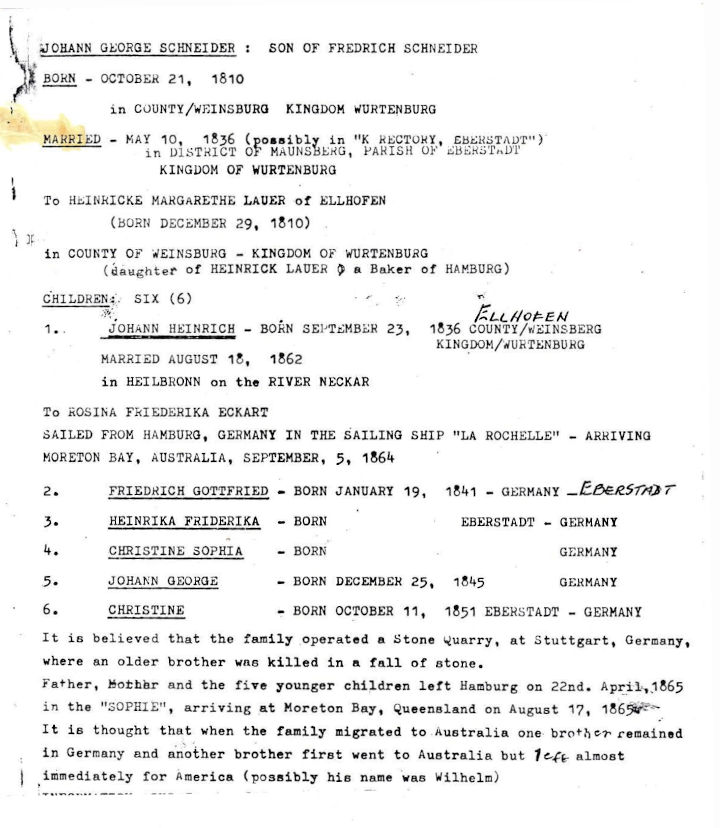 JOHANN GEORGE SCHNEIDER : SON OF FREDRICH SCHNEIDER
BORN - OCTOBER 21, 1810
in COUNTY/WEINSBURG KINGDOM WURTENBURG
MARRIED - MAY 10, 1836 (possibly in "K RECTORY, EBERSTADT")
in DISTRICT OF MAUNSBERG, PARISH OF EBERSTADT
KINGDOM OF WURTENBURG
To HEINRICKE MARGARETHE LAUER of ELLHOFEN
(BORN DECEMBER 29, 1810)
in COUNTY OF WEINSBURG - KINGDOM OF WURTENBURG
(daughter of HEINRICK LAUER a Baker of HAMBURG)
CHILDREN: SIX (6)
ELLHOFEN
1. JOHANN HEINRICH - BORN SEPTEMBER 23, 1836 COUNTY/WEINSBERG
KINGDOM/WURTENBURG
MARRIED AUGUST 18, 1862
in HEILBRONN on the RIVER NECKAR
To ROSINA FRIEDERIKA ECKART
SAILED FROM HAMBURG, GERMANY IN THE SAILING SHIP "LA ROCHELLE" - ARRIVING
MORETON BAY, AUSTRALIA, SEPTEMBER, 5, 1864
2. FRIEDRICH GOTTFRIED - BORN JANUARY 19, 1841 - GERMANY - EBERSTADT
3. HEINRIKA FRIDERIKA - BORN EBERSTADT - GERMANY
4. CHRISTINE SOPHIA - BORN GERMANY
5. JOHANN GEORGE - BORN DECEMBER 25, 1845 GERMANY
6. CHRISTINE - BORN OCTOBER 11, 1851 EBERSTADT - GERMANY
It is believed that the family operated a Stone Quarry, at Stuttgart, Germany,
where an older brother was killed in a fall of stone.
Father, Mother and the five younger children left Hamburg on 22nd. April, 1865
in the "SOPHIE", arriving at Moreton Bay, Queensland on August 17, 1865
It is thought that when the family migrated to Australia one brother remained
in Germany and another brother first went to Australia but left almost
immediately for America (possibly his name was Wilhelm)